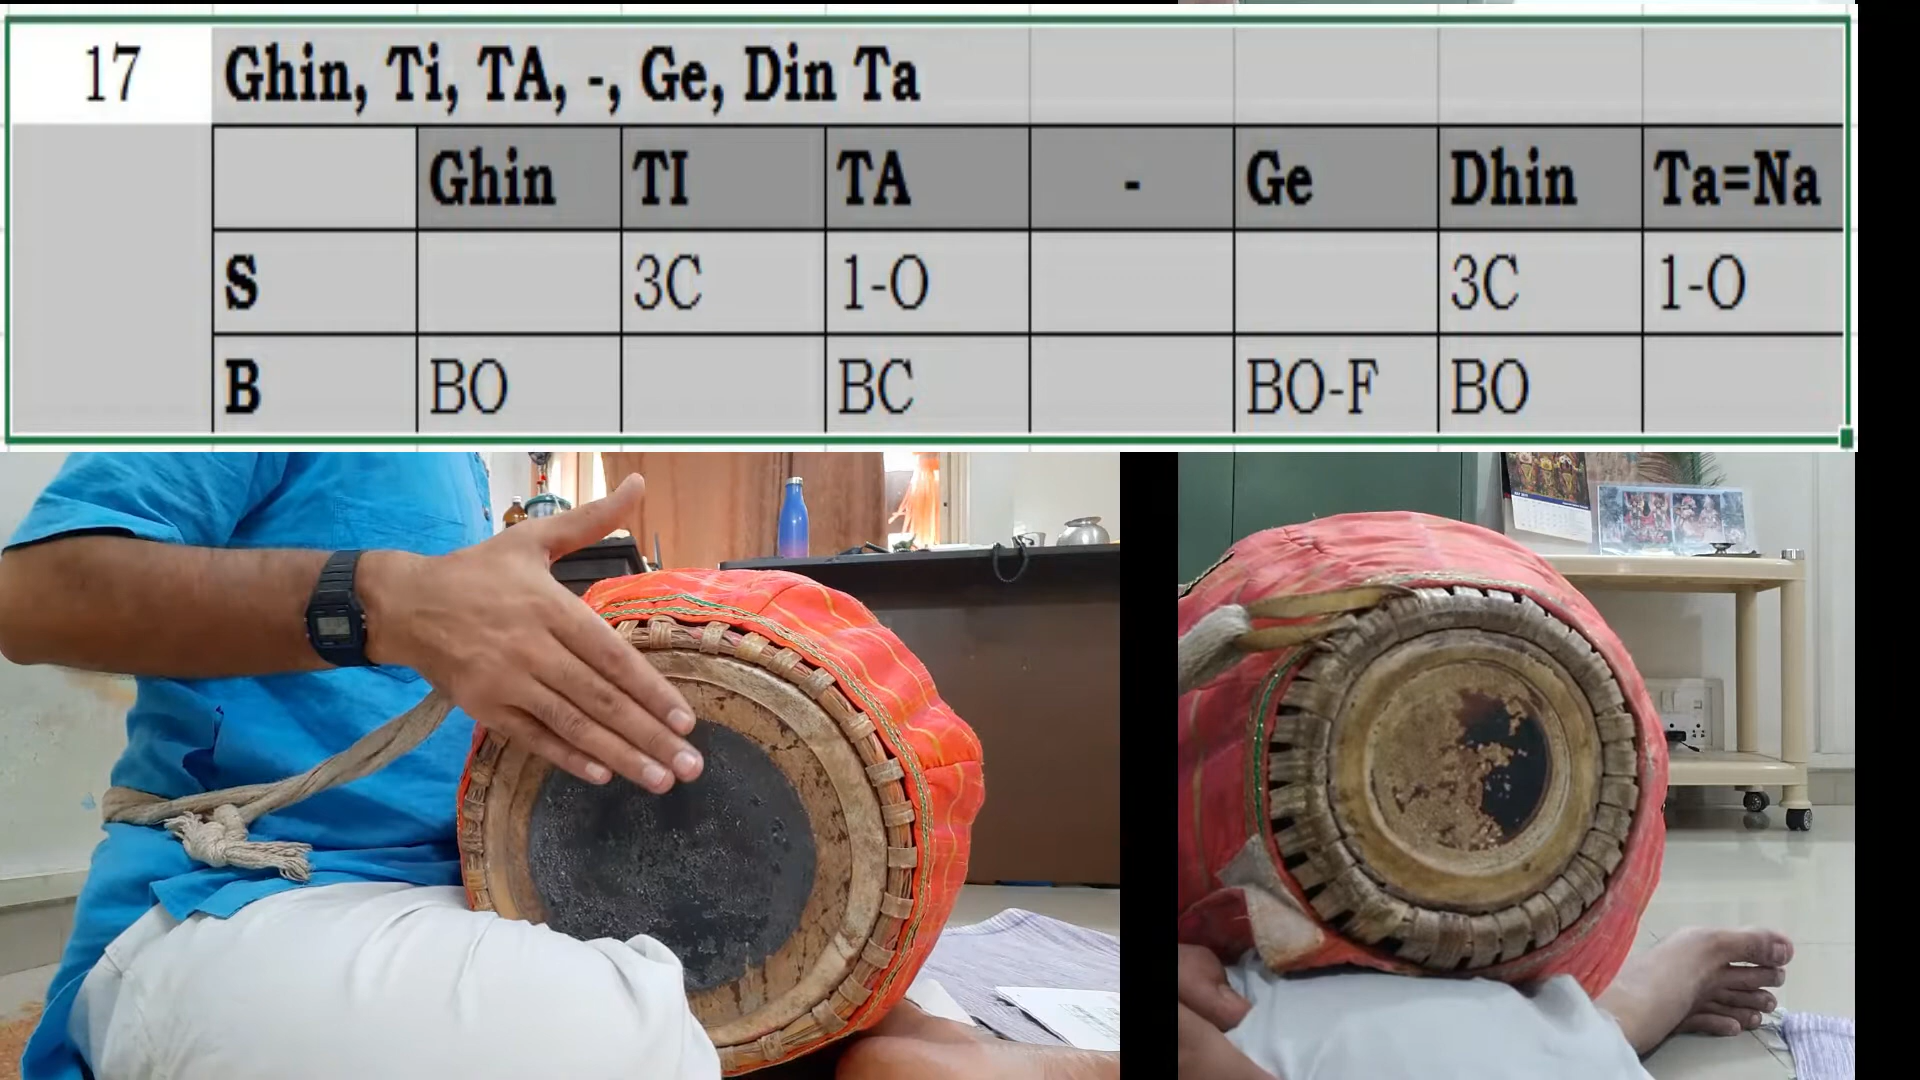 17 Ghin, Ti, TA, -, Ge, Din Ta
Ghin TI TA - Ge Dhin Ta=Na
S 3C 1-O 3C 1-O
B BO BC BO-F BO